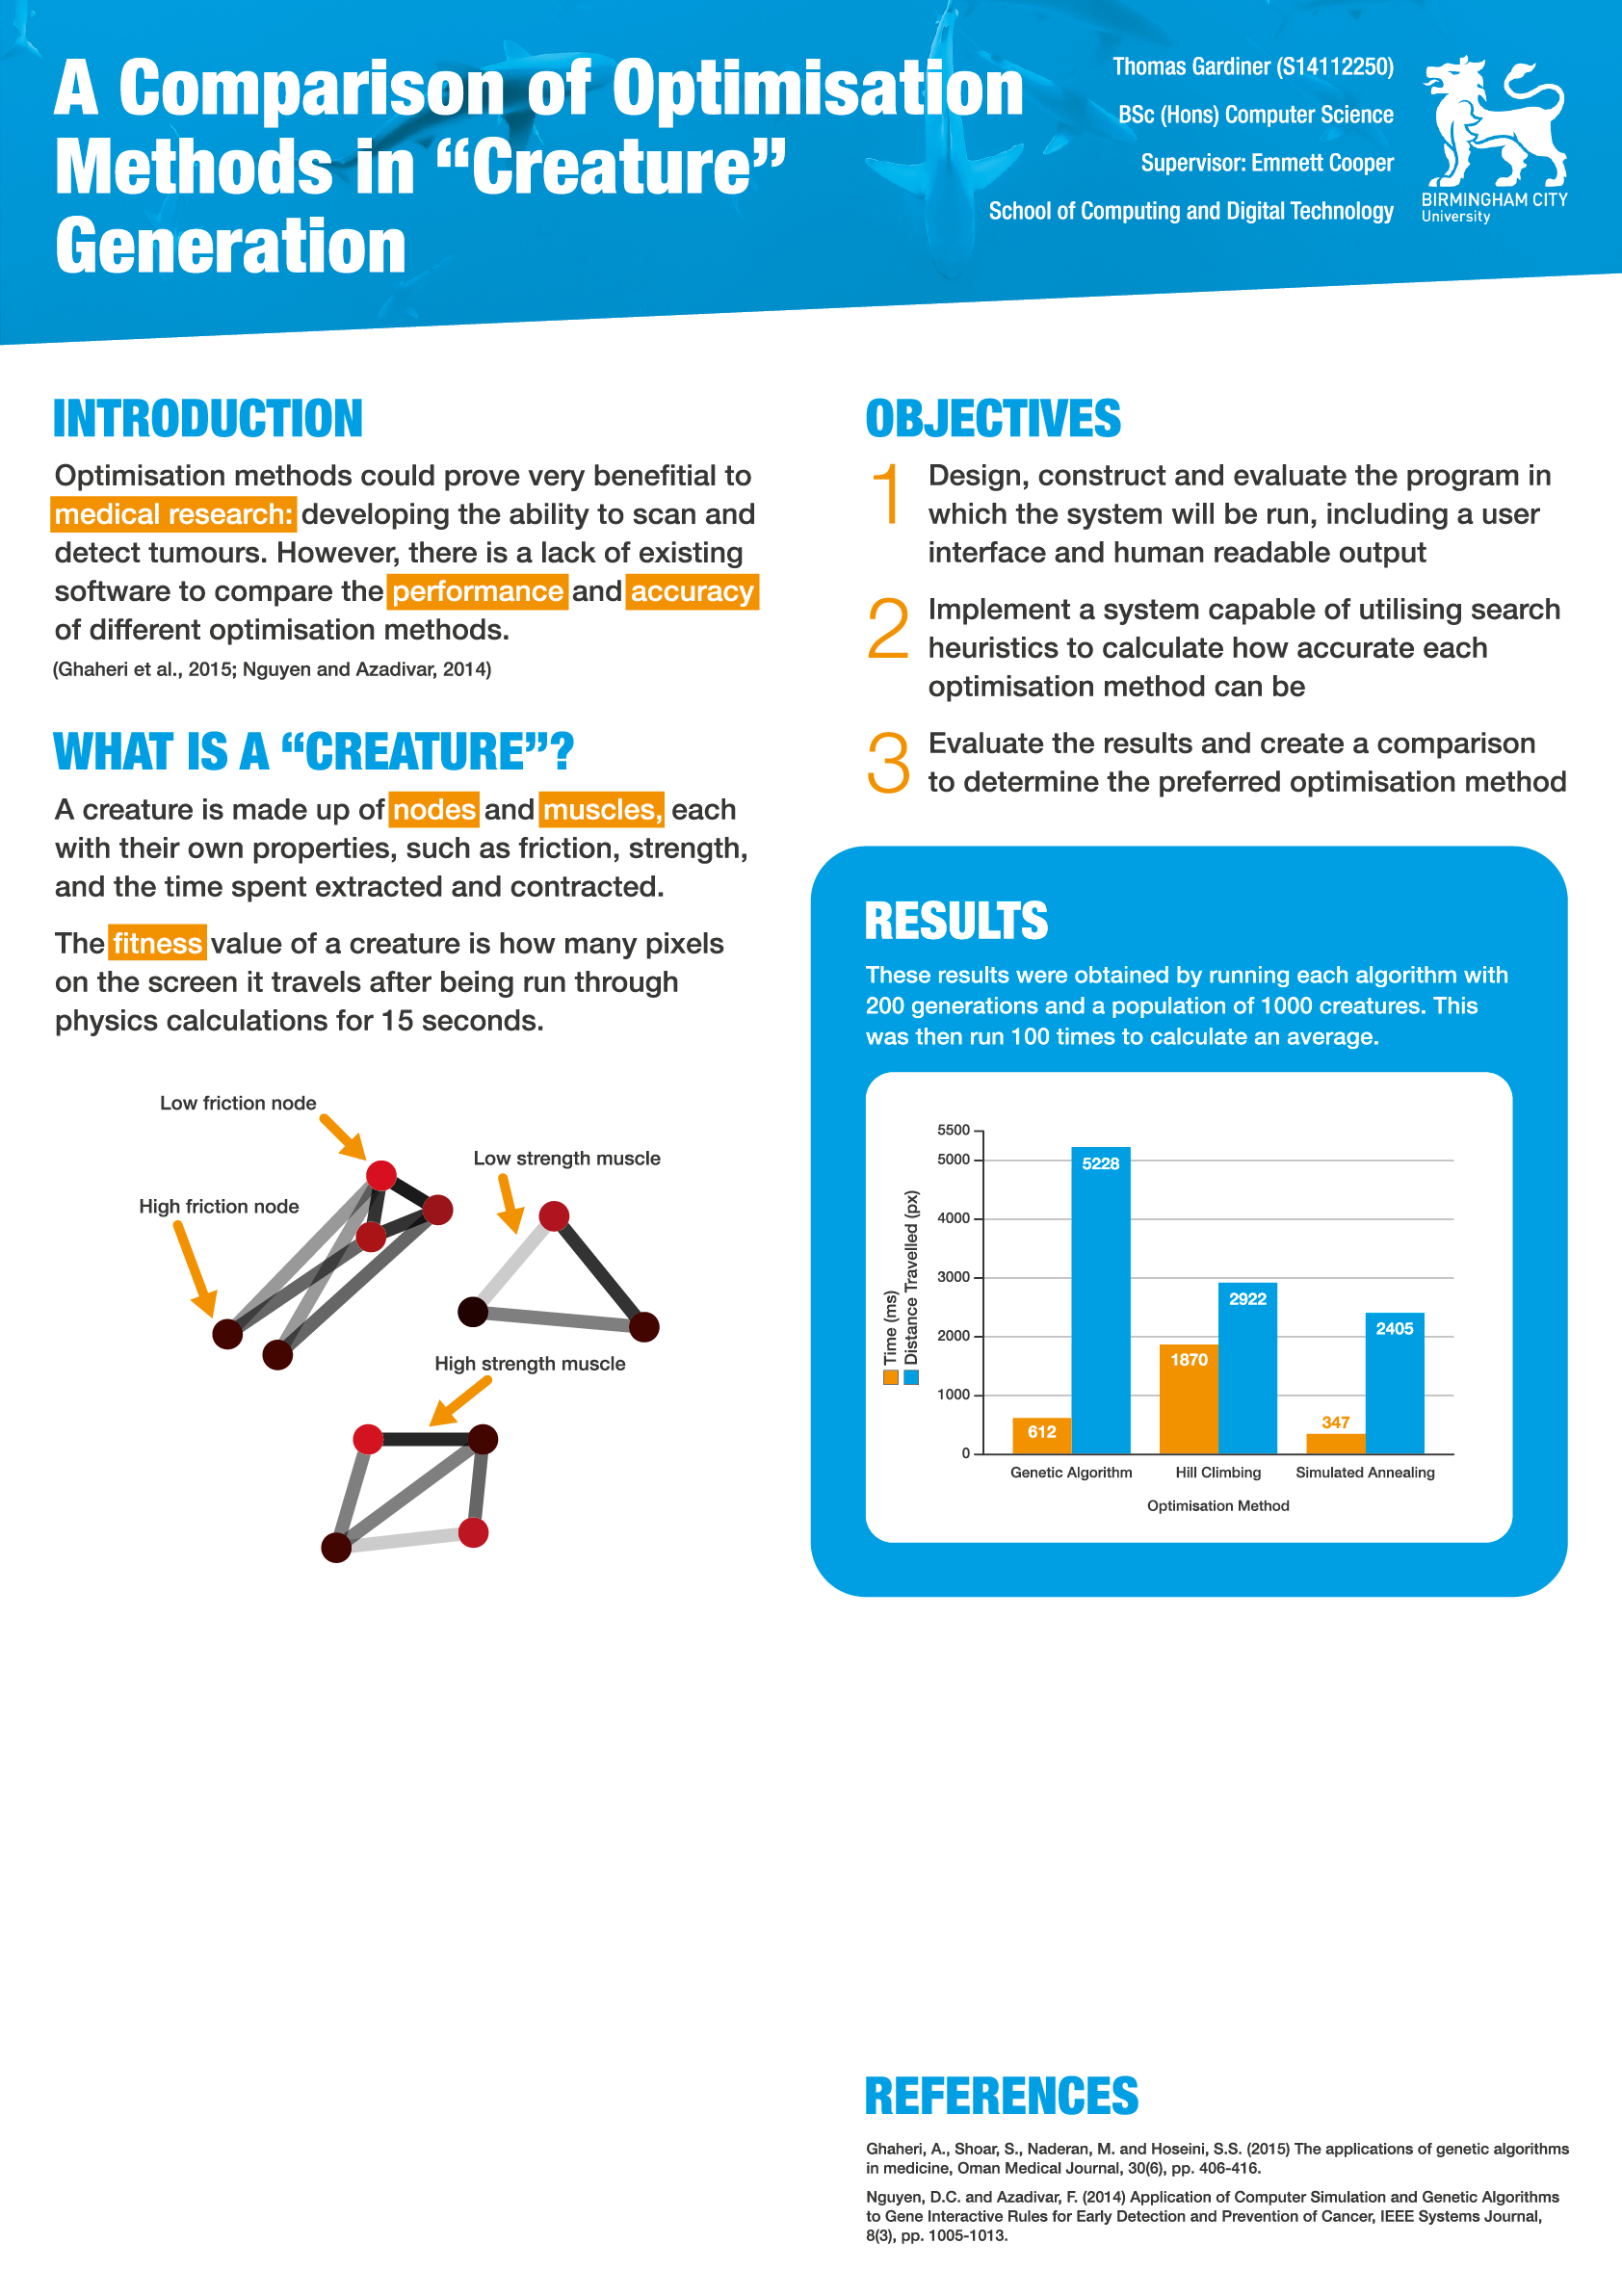 A Comparison of Optimisation
Methods in “Creature”
Generation
Thomas Gardiner (S14112250)
BSc (Hons) Computer Science
Supervisor: Emmett Cooper
School of Computing and Digital Technology
BIRMINGHAM CITY
University
INTRODUCTION
Optimisation methods could prove very benefitial to
medical research: developing the ability to scan and
detect tumours. However, there is a lack of existing
software to compare the performance and accuracy
of different optimisation methods.
(Ghaheri et al., 2015; Nguyen and Azadivar, 2014)
WHAT IS A “CREATURE”?
A creature is made up of nodes and muscles, each
with their own properties, such as friction, strength,
and the time spent extracted and contracted.
The fitness value of a creature is how many pixels
on the screen it travels after being run through
physics calculations for 15 seconds.
Low friction node
High friction node
Low strength muscle
High strength muscle
OBJECTIVES
1 Design, construct and evaluate the program in
which the system will be run, including a user
interface and human readable output
2 Implement a system capable of utilising search
heuristics to calculate how accurate each
optimisation method can be
3 Evaluate the results and create a comparison
to determine the preferred optimisation method
RESULTS
These results were obtained by running each algorithm with
200 generations and a population of 1000 creatures. This
was then run 100 times to calculate an average.
Time (ms)
Distance Travelled (px)
5500
5000
4000
3000
2000
1000
0
612
5228
1870
2922
347
2405
Genetic Algorithm
Hill Climbing
Simulated Annealing
Optimisation Method
REFERENCES
Ghaheri, A., Shoar, S., Naderan, M. and Hoseini, S.S. (2015) The applications of genetic algorithms
in medicine, Oman Medical Journal, 30(6), pp. 406-416.
Nguyen, D.C. and Azadivar, F. (2014) Application of Computer Simulation and Genetic Algorithms
to Gene Interactive Rules for Early Detection and Prevention of Cancer, IEEE Systems Journal,
8(3), pp. 1005-1013.